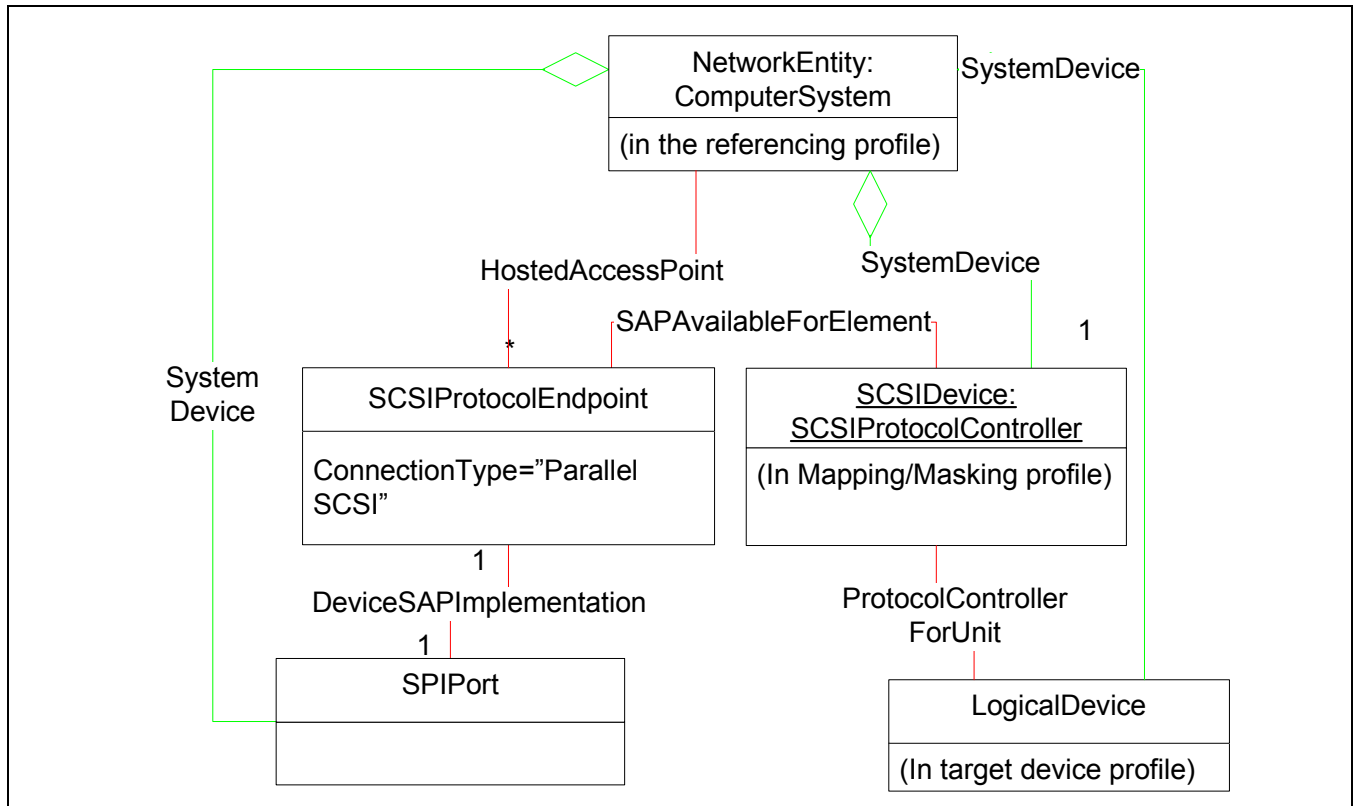 NetworkEntity:
ComputerSystem
(in the referencing profile)
SystemDevice
HostedAccessPoint
SystemDevice
SAPAvailableForElement
1
*
System
Device
SCSIProtocolEndpoint
ConnectionType=”Parallel
SCSI”
SCSIDevice:
SCSIProtocolController
(In Mapping/Masking profile)
1
DeviceSAPImplementation
1
ProtocolController
ForUnit
SPIPort
LogicalDevice
(In target device profile)